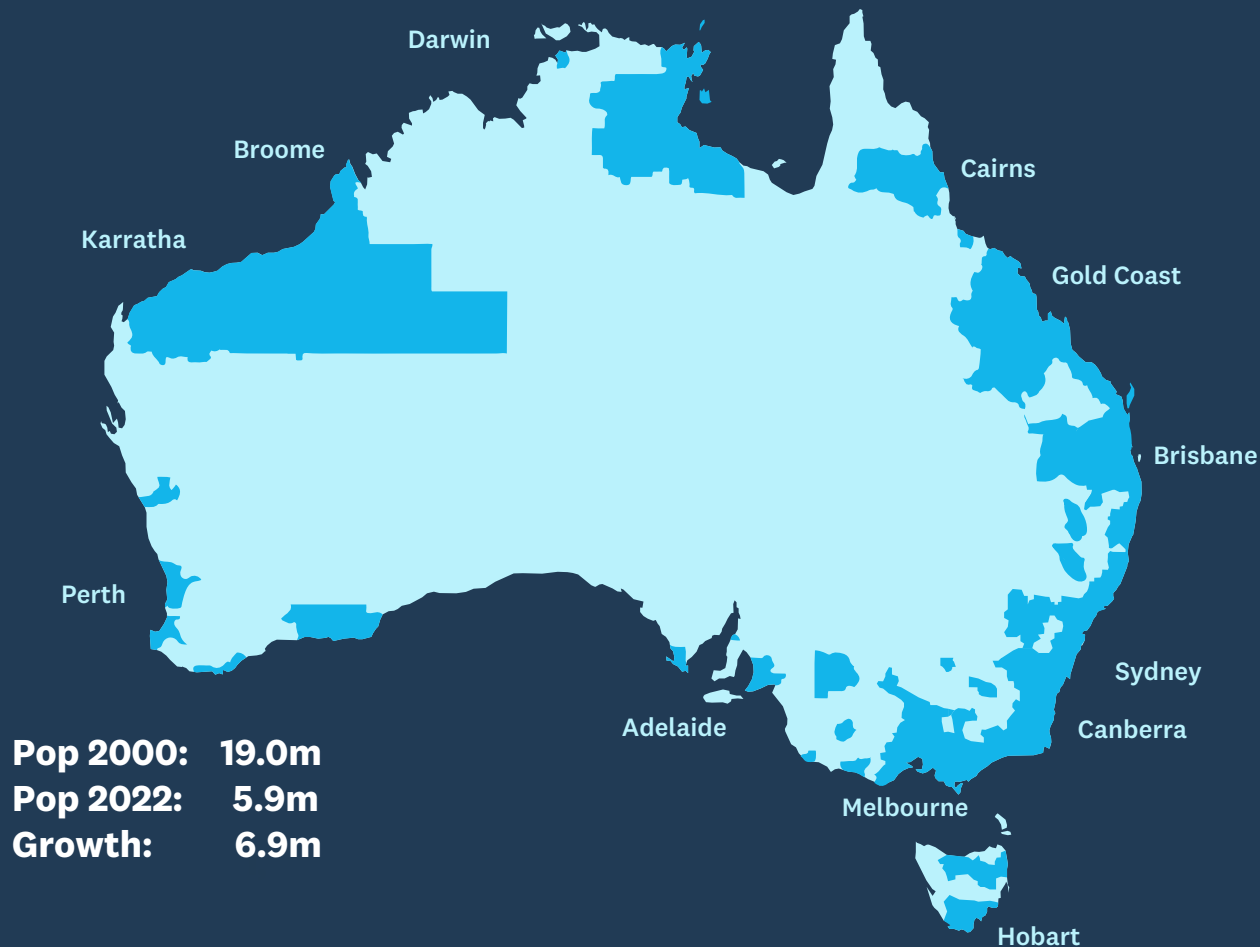 Darwin
Broome
Cairns
Karratha
Gold Coast
Brisbane
Perth
Sydney
Adelaide
Canberra
Pop 2000: 19.0m
Pop 2022: 5.9m
Growth: 6.9m
Melbourne
Hobart